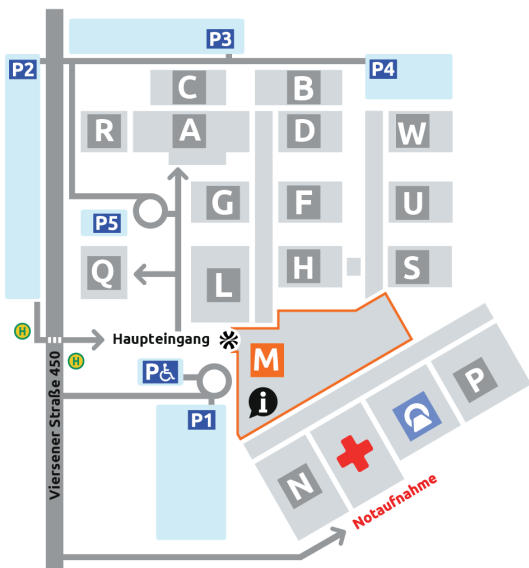 P3
P2
P4
C
B
R
A
D
W
G
F
U
P5
Q
L
H
S
H
Haupteingang
M
H
P
i
P1
P
N
Notaufnahme
Viersener Straße 450